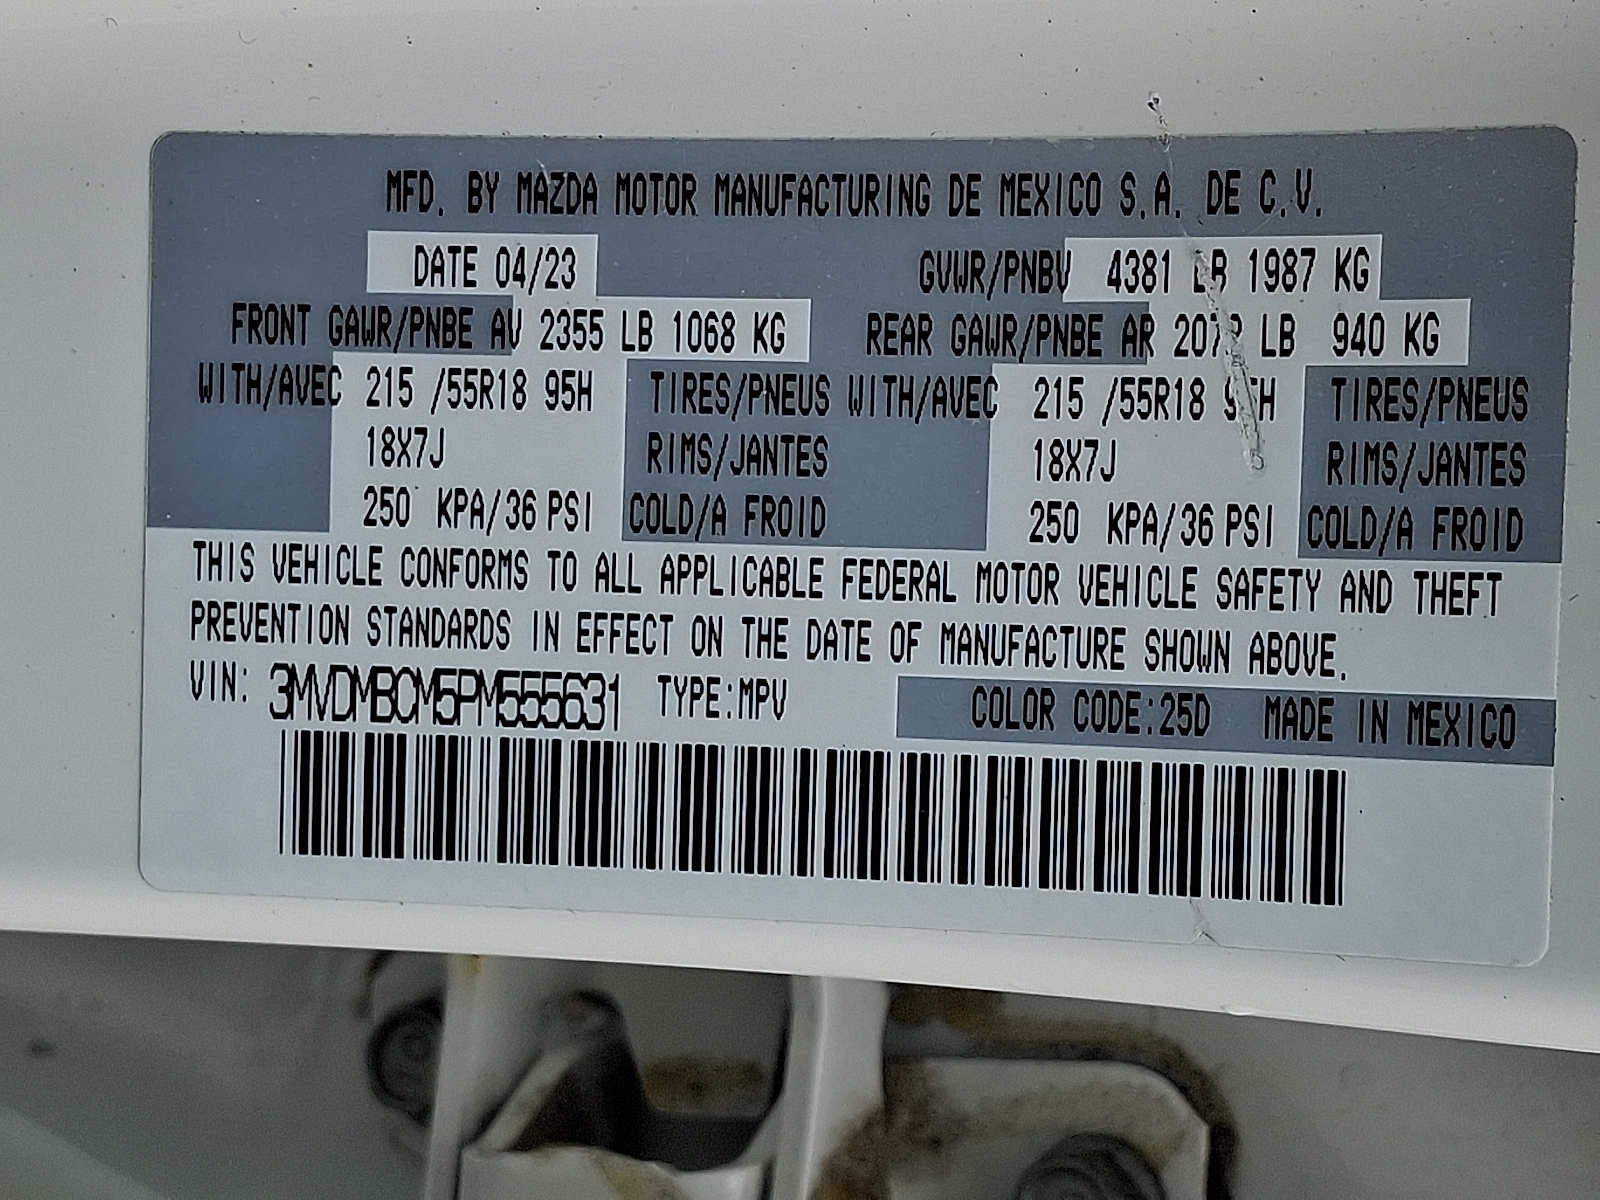 MFD. BY MAZDA MOTOR MANUFACTURING DE MEXICO S.A. DE C.V.
DATE 04/23 GVWR/PNBV 4381 LB 1987 KG
FRONT GAWR/PNBE AV 2355 LB 1068 KG REAR GAWR/PNBE AR LB 940 KG
WITH/AVEC 215 /55R18 95H TIRES/PNEUS WITH/AVEC 215 /55R18 TIRES/PNEUS
18X7J RIMS/JANTES 18X7J RIMS/JANTES
250 KPA/36 PSI COLD/A FROID 250 KPA/36 PSI COLD/A FROID
THIS VEHICLE CONFORMS TO ALL APPLICABLE FEDERAL MOTOR VEHICLE SAFETY AND THEFT
PREVENTION STANDARDS IN EFFECT ON THE DATE OF MANUFACTURE SHOWN ABOVE.
VIN: 3MVDMBCM5PM555631 TYPE:MPV COLOR CODE:25D MADE IN MEXICO